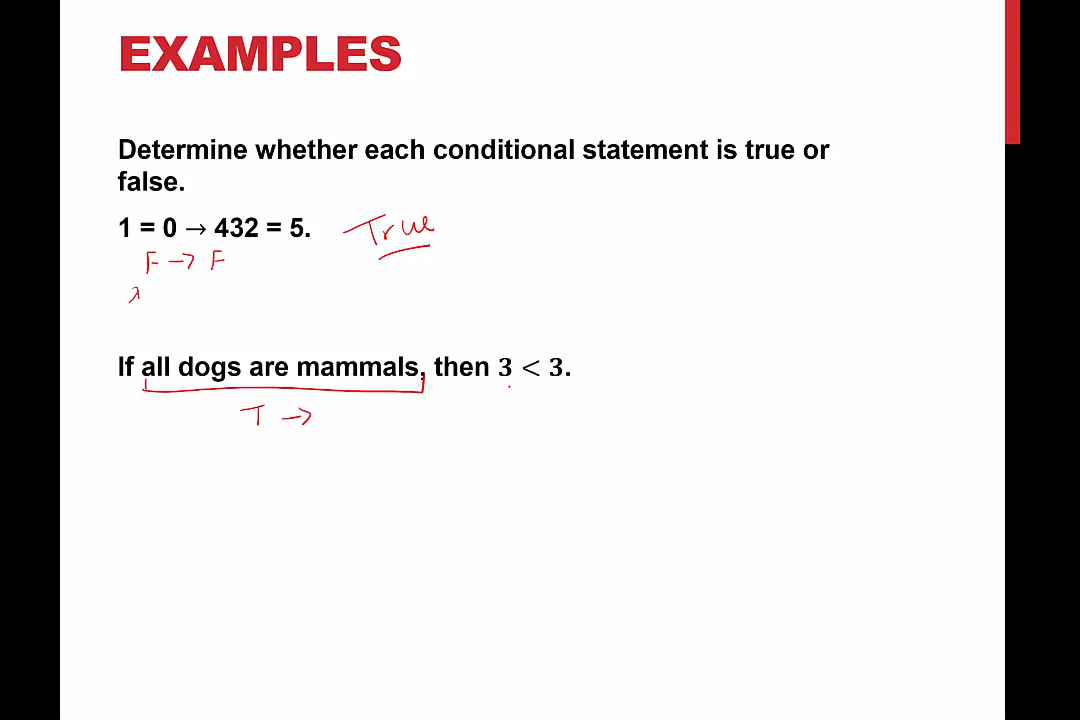 EXAMPLES
Determine whether each conditional statement is true or
false.
1 = 0 → 432 = 5. True
F → F
If all dogs are mammals, then 3 < 3.
T →